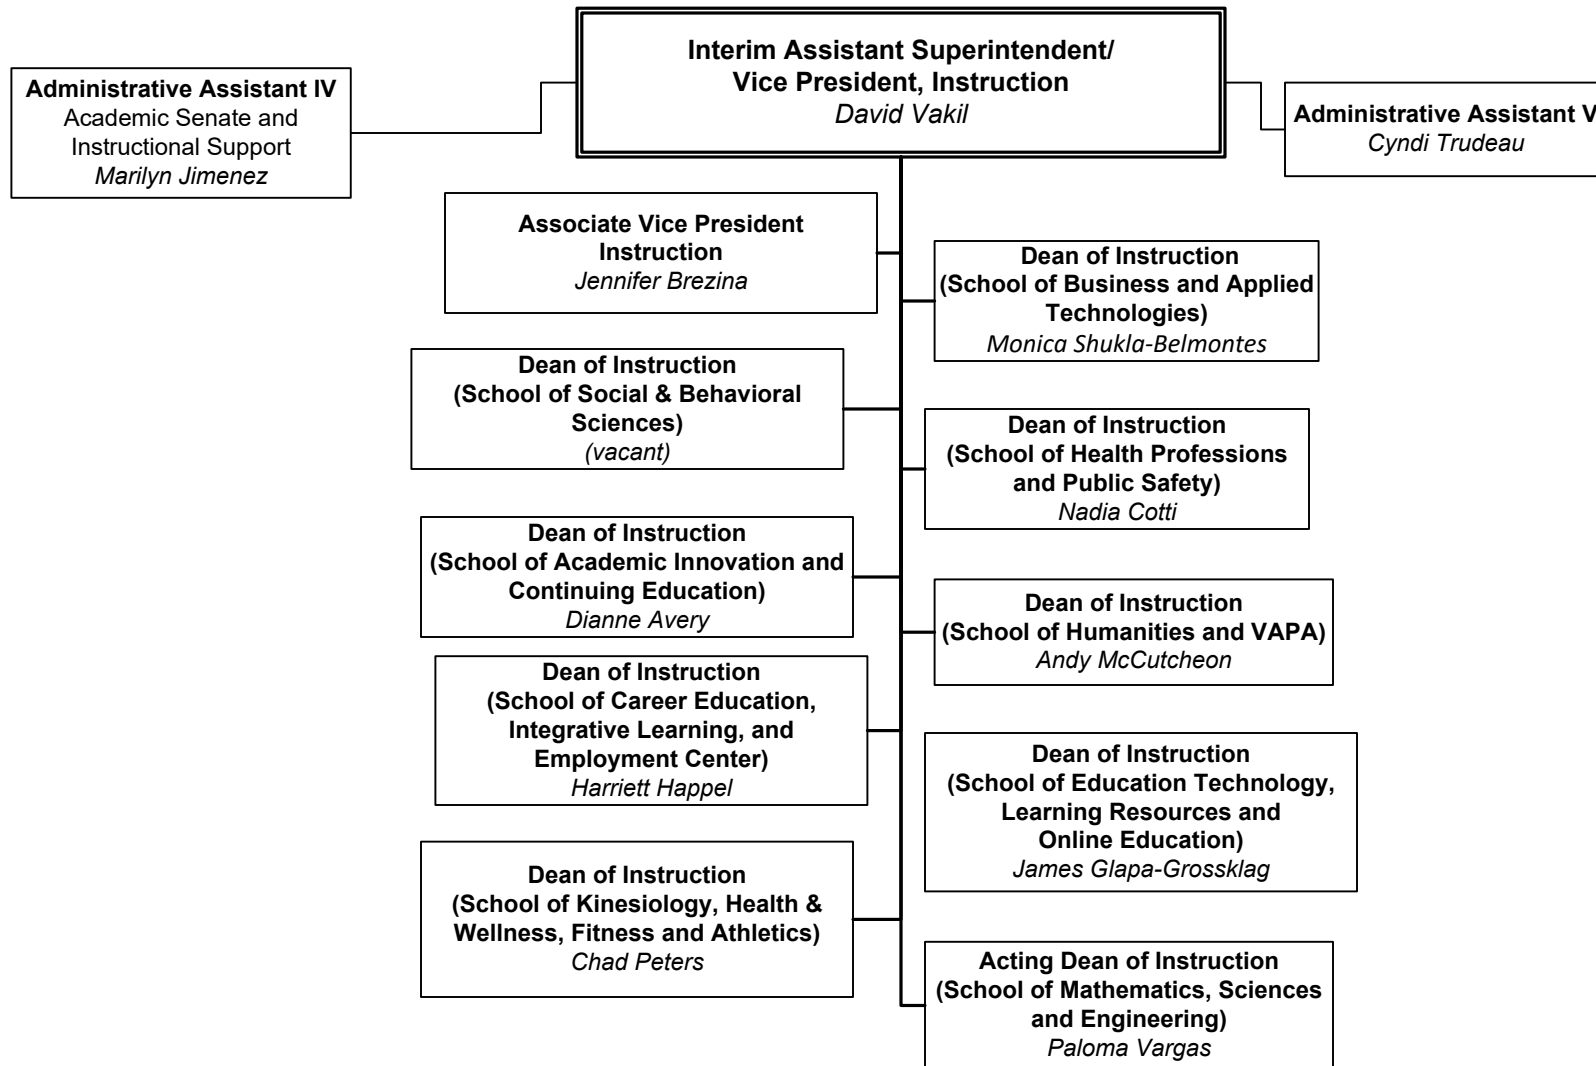 Interim Assistant Superintendent/
Vice President, Instruction
David Vakil
Administrative Assistant IV
Academic Senate and
Instructional Support
Marilyn Jimenez
Administrative Assistant V
Cyndi Trudeau
Associate Vice President
Instruction
Jennifer Brezina
Dean of Instruction
(School of Business and Applied
Technologies)
Monica Shukla-Belmontes
Dean of Instruction
(School of Social & Behavioral
Sciences)
(vacant)
Dean of Instruction
(School of Health Professions
and Public Safety)
Nadia Cotti
Dean of Instruction
(School of Academic Innovation and
Continuing Education)
Dianne Avery
Dean of Instruction
(School of Humanities and VAPA)
Andy McCutcheon
Dean of Instruction
(School of Career Education,
Integrative Learning, and
Employment Center)
Harriett Happel
Dean of Instruction
(School of Education Technology,
Learning Resources and
Online Education)
James Glapa-Grossklag
Dean of Instruction
(School of Kinesiology, Health &
Wellness, Fitness and Athletics)
Chad Peters
Acting Dean of Instruction
(School of Mathematics, Sciences
and Engineering)
Paloma Vargas